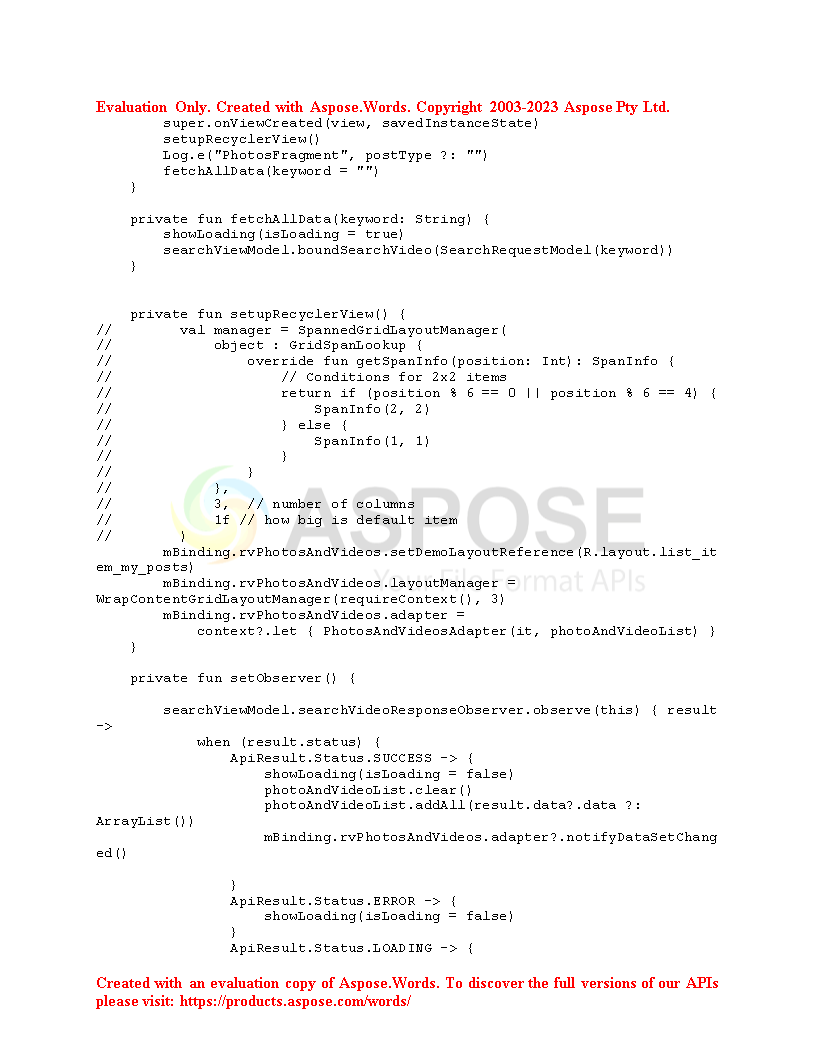 Evaluation Only. Created with Aspose.Words. Copyright 2003-2023 Aspose Pty Ltd.
        super.onViewCreated(view, savedInstanceState)
        setupRecyclerView()
        Log.e("PhotosFragment", postType ?: "")
        fetchAllData(keyword = "")
    }

    private fun fetchAllData(keyword: String) {
        showLoading(isLoading = true)
        searchViewModel.boundSearchVideo(SearchRequestModel(keyword))
    }


    private fun setupRecyclerView() {
//        val manager = SpannedGridLayoutManager(
//            object : GridSpanLookup {
//                override fun getSpanInfo(position: Int): SpanInfo {
//                    // Conditions for 2x2 items
//                    return if (position % 6 == 0 || position % 6 == 4) {
//                        SpanInfo(2, 2)
//                    } else {
//                        SpanInfo(1, 1)
//                    }
//                }
//            },
//            3,  // number of columns
//            1f // how big is default item
//        )
        mBinding.rvPhotosAndVideos.setDemoLayoutReference(R.layout.list_it
em_my_posts)
        mBinding.rvPhotosAndVideos.layoutManager =
WrapContentGridLayoutManager(requireContext(), 3)
        mBinding.rvPhotosAndVideos.adapter =
            context?.let { PhotosAndVideosAdapter(it, photoAndVideoList) }
    }

    private fun setObserver() {

        searchViewModel.searchVideoResponseObserver.observe(this) { result
->
            when (result.status) {
                ApiResult.Status.SUCCESS -> {
                    showLoading(isLoading = false)
                    photoAndVideoList.clear()
                    photoAndVideoList.addAll(result.data?.data ?:
ArrayList())
                    mBinding.rvPhotosAndVideos.adapter?.notifyDataSetChang
ed()

                }
                ApiResult.Status.ERROR -> {
                    showLoading(isLoading = false)
                }
                ApiResult.Status.LOADING -> {
ASPOSE
Your File Format APIs
Created with an evaluation copy of Aspose.Words. To discover the full versions of our APIs
please visit: https://products.aspose.com/words/